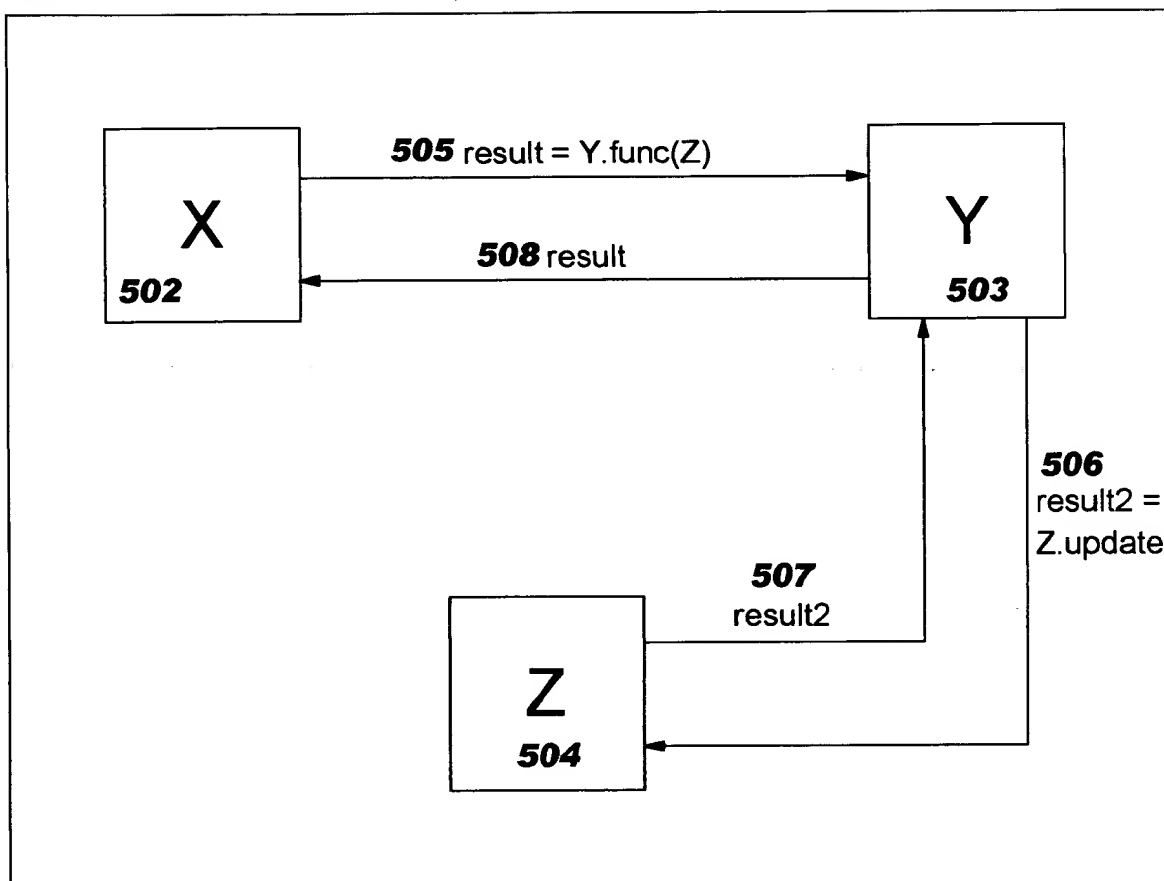 505 result = Y.func(Z)
X
502
Y
503
508 result
506
result2 =
Z.update
507
result2
Z
504